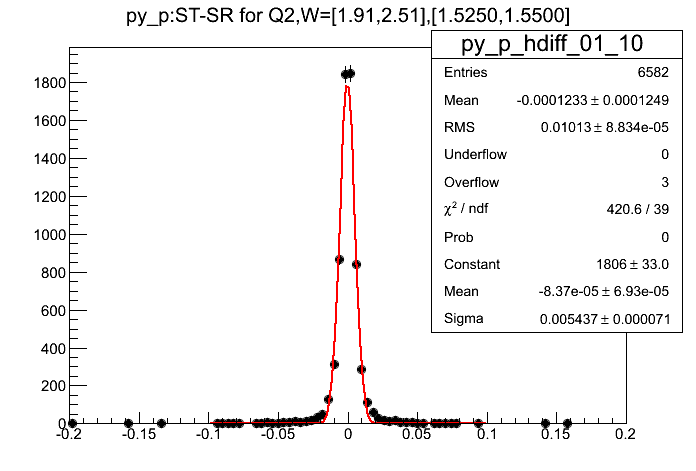 py_p:ST-SR for Q2,W=[1.91,2.51],[1.5250,1.5500]
py_p_hdiff_01_10
Entries 6582
Mean -0.0001233 ± 0.0001249
RMS 0.01013 ± 8.834e-05
Underflow 0
Overflow 3
χ² / ndf 420.6 / 39
Prob 0
Constant 1806 ± 33.0
Mean -8.37e-05 ± 6.93e-05
Sigma 0.005437 ± 0.000071
1800
1600
1400
1200
1000
800
600
400
200
0
-0.2 -0.15 -0.1 -0.05 0 0.05 0.1 0.15 0.2